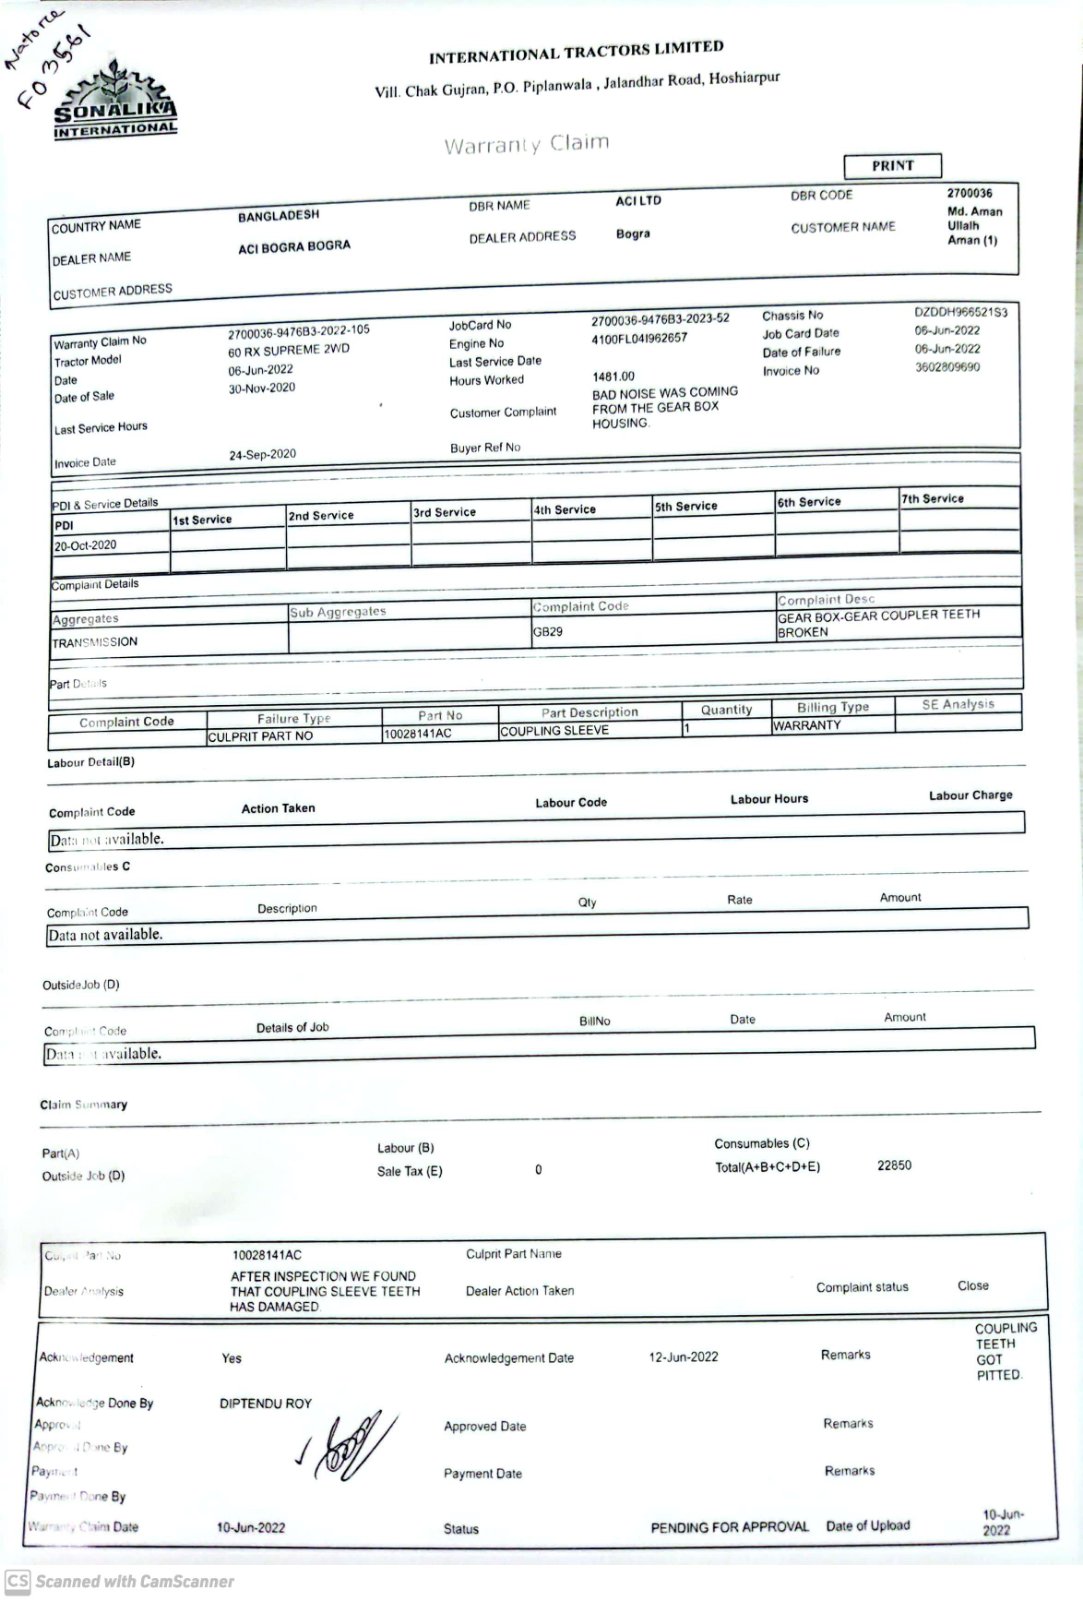 Natore
F03561
SONALIKA
INTERNATIONAL
INTERNATIONAL TRACTORS LIMITED
Vill. Chak Gujran, P.O. Piplanwala , Jalandhar Road, Hoshiarpur
Warranty Claim
PRINT
COUNTRY NAME BANGLADESH DBR NAME ACI LTD DBR CODE 2700036
DEALER NAME ACI BOGRA BOGRA DEALER ADDRESS Bogra CUSTOMER NAME Md. Aman Ullalh Aman (1)
CUSTOMER ADDRESS
Warranty Claim No 2700036-9476B3-2022-105 JobCard No 2700036-9476B3-2023-52 Chassis No DZDDH966521S3
Tractor Model 60 RX SUPREME 2WD Engine No 4100FL041962657 Job Card Date 06-Jun-2022
Date 06-Jun-2022 Last Service Date Date of Failure 06-Jun-2022
Date of Sale 30-Nov-2020 Hours Worked 1481.00 Invoice No 3602809690
Last Service Hours Customer Complaint BAD NOISE WAS COMING
FROM THE GEAR BOX
HOUSING.
Invoice Date 24-Sep-2020 Buyer Ref No
PDI & Service Details
PDI 1st Service 2nd Service 3rd Service 4th Service 5th Service 6th Service 7th Service
20-Oct-2020
Complaint Details
Aggregates Sub Aggregates Complaint Code Complaint Desc
TRANSMISSION GB29 GEAR BOX-GEAR COUPLER TEETH
BROKEN
Part Details
Complaint Code Failure Type Part No Part Description Quantity Billing Type SE Analysis
CULPRIT PART NO 10028141AC COUPLING SLEEVE 1 WARRANTY
Labour Detail(B)
Complaint Code Action Taken Labour Code Labour Hours Labour Charge
Data not available.
Consumables C
Complaint Code Description Qty Rate Amount
Data not available.
OutsideJob (D)
Complaint Code Details of Job BillNo Date Amount
Data not available.
Claim Summary
Part(A) Labour (B) Consumables (C)
Outside Job (D) Sale Tax (E) 0 Total(A+B+C+D+E) 22850
Culprit Part No 10028141AC Culprit Part Name
Dealer Analysis AFTER INSPECTION WE FOUND
THAT COUPLING SLEEVE TEETH
HAS DAMAGED. Dealer Action Taken Complaint status Close
Acknowledgement Yes Acknowledgement Date 12-Jun-2022 Remarks COUPLING
TEETH
GOT
PITTED.
Acknowledge Done By DIPTENDU ROY
Approval Approved Date Remarks
Approval Done By
Payment Payment Date Remarks
Payment Done By
Warranty Claim Date 10-Jun-2022 Status PENDING FOR APPROVAL Date of Upload 10-Jun-
2022
CS Scanned with CamScanner